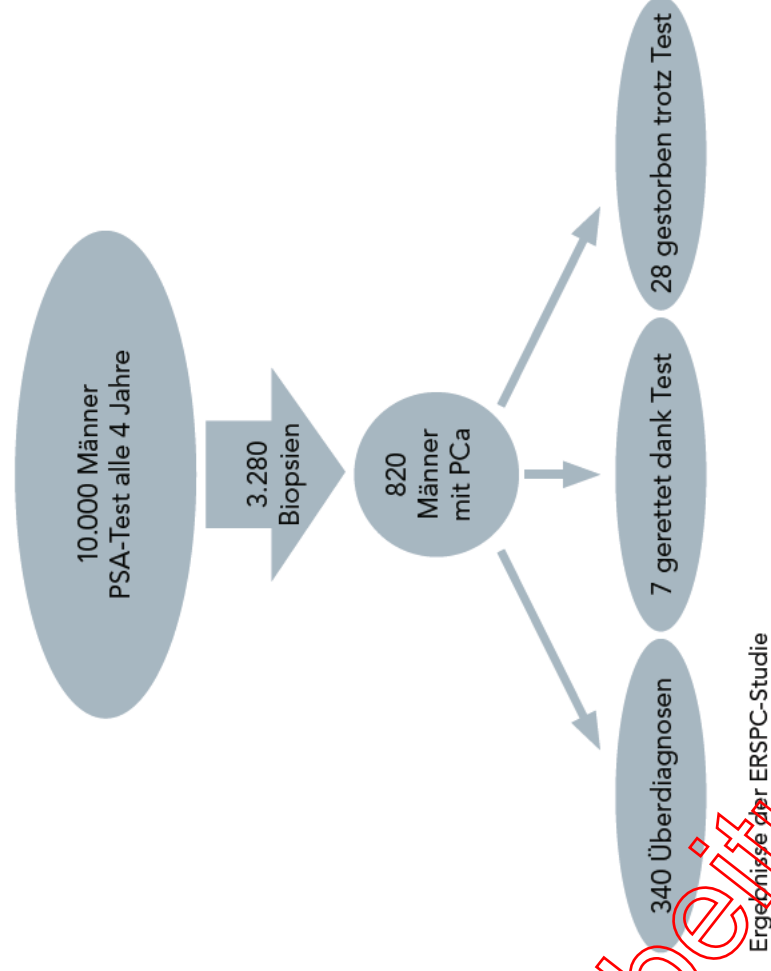 10.000 Männer
PSA-Test alle 4 Jahre
3.280
Biopsien
820
Männer
mit PCa
340 Überdiagnosen
7 gerettet dank Test
28 gestorben trotz Test
Ergebnisse der ERSPC-Studie
beit